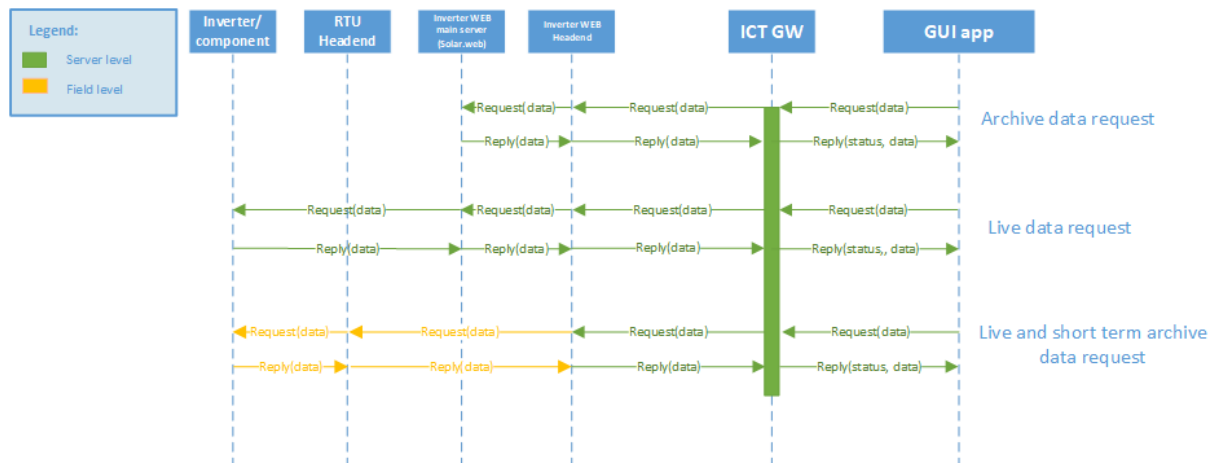 Legend:
Server level
Field level
Inverter/
component
RTU
Headend
Inverter WEB
main server
(Solar.web)
Inverter WEB
Headend
ICT GW
GUI app
Request(data)
Request(data)
Request(data)
Request(data)
Archive data request
Reply(data)
Reply(data)
Reply(status, data)
Request(data)
Request(data)
Request(data)
Request(data)
Live data request
Reply(data)
Reply(data)
Reply(data)
Reply(status,, data)
Request(data)
Request(data)
Request(data)
Request(data)
Live and short term archive
data request
Reply(data)
Reply(data)
Reply(data)
Reply(status, data)